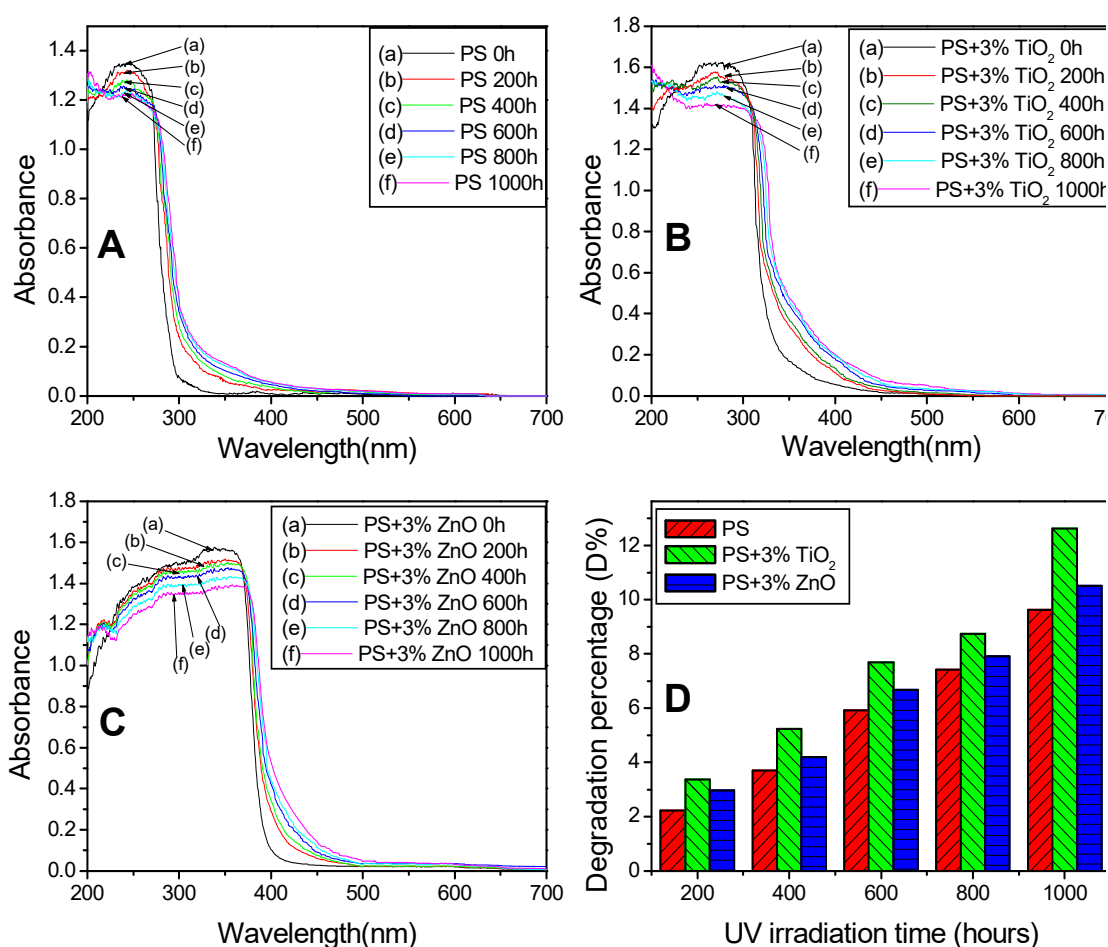 1.4
1.2
1.0
0.8
0.6
0.4
0.2
0.0
Absorbance
200 300 400 500 600 700
Wavelength(nm)
A
(a)
(b)
(c)
(d)
(e)
(f)
(a) PS 0h
(b) PS 200h
(c) PS 400h
(d) PS 600h
(e) PS 800h
(f) PS 1000h
1.8
1.6
1.4
1.2
1.0
0.8
0.6
0.4
0.2
0.0
Absorbance
200 300 400 500 600 700
Wavelength(nm)
B
(a)
(b)
(c)
(d)
(e)
(f)
(a) PS+3% TiO2 0h
(b) PS+3% TiO2 200h
(c) PS+3% TiO2 400h
(d) PS+3% TiO2 600h
(e) PS+3% TiO2 800h
(f) PS+3% TiO2 1000h
1.8
1.6
1.4
1.2
1.0
0.8
0.6
0.4
0.2
0.0
Absorbance
200 300 400 500 600 700
Wavelength(nm)
C
(a)
(b)
(c)
(d)
(e)
(f)
(a) PS+3% ZnO 0h
(b) PS+3% ZnO 200h
(c) PS+3% ZnO 400h
(d) PS+3% ZnO 600h
(e) PS+3% ZnO 800h
(f) PS+3% ZnO 1000h
12
10
8
6
4
2
0
Degradation percentage (D%)
200 400 600 800 1000
UV irradiation time (hours)
D
PS
PS+3% TiO2
PS+3% ZnO